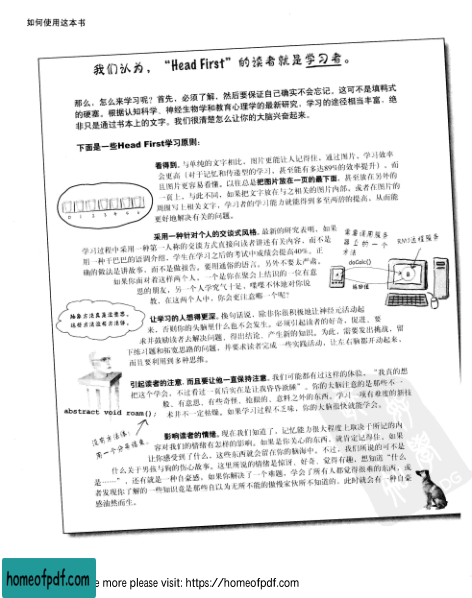 如何使用这本书
我们认为，“Head First”的读者就是学习者。
那么，怎么来学习呢？首先，必须了解，然后要保证自己确实不会忘记。这可不是填鸭式
的硬塞。根据认知科学、神经生物学和教育心理学的最新研究，学习的途径相当丰富，绝
非只是通过书本上的文字。我们很清楚怎么让你的大脑兴奋起来。
下面是一些Head First学习原则：
看得到。与单纯的文字相比，图片更能让人记得住，通过图片，学习效率
会更高（对于记忆和传递型的学习，甚至能有多达89%的效率提升）。而
且图片更容易看懂。以往总是把图片放在一页的最下面，甚至放在另外的
一页上，与此不同，如果把文字放在与之相关的图片内部，或者在图片的
周围写上相关文字，学习者的学习能力就能得到多至两倍的提高，从而能
更好地解决有关的问题。
0 1 2 3 4 5 6
采用一种针对个人的交谈式风格。最新的研究表明，如果
学习过程中采用一种第一人称的交谈方式直接向读者讲述有关内容，而不是
用一种干巴巴的语调介绍，学生在学习之后的考试中成绩会提高40%。正
确的做法是讲故事，而不是做报告。要用通俗的语言。另外不要太严肃。
如果你面对着这样两个人，一个是你在聚会上结识的一位有意
思的朋友，另一个人学究气十足，喋喋不休地对你说
教，在这两个人中，你会更注意哪一个呢？
需要调用服务
器上的一个
方法
RMI远程服务
doCalc()
返回值
抽象方法真是没意思，
让学习的人想得更深。换句话说，除非你很积极地让神经元活动起
来，否则你的头脑里什么也不会发生。必须引起读者的好奇，促进、要
求并鼓励读者去解决问题、得出结论、产生新的知识。为此，需要发出挑战，留
下练习题和拓宽思路的问题，并要求读者完成一些实践活动，让左右脑都开动起来，
而且要利用到多种思维。
引起读者的注意，而且要让他一直保持注意。我们可能都有过这样的体验，“我真的想
把这个学会，不过看过一页后实在是让我昏昏欲睡”。你的大脑注意的是那些不一
般、有意思、有些奇怪、抢眼的、意料之外的东西。学习一项有难度的新技
术并不一定枯燥。如果学习过程不乏味，你的大脑很快就能学会。
abstract void roam();
没有方法体！
用一个分号结束。
影响读者的情绪。现在我们知道了，记忆能力很大程度上取决于所记的内
容对我们的情绪有怎样的影响。如果是你关心的东西，就肯定记得住。如果
让你感受到了什么，这些东西就会留在你的脑海中。不过，我们所说的可不是
什么关于男孩与狗的伤心故事。这里所说的情绪是惊讶、好奇、觉得有趣、想知道“什么
是……”，还有就是一种自豪感，如果你解决了一个难题，学会了所有人都觉得很难的东西，或
者发现你了解的一些知识竟是那些自以为无所不能的傲慢家伙所不知道的，此时就会有一种自豪
感油然而生。
homeofpdf.com
e more please visit: https://homeofpdf.com